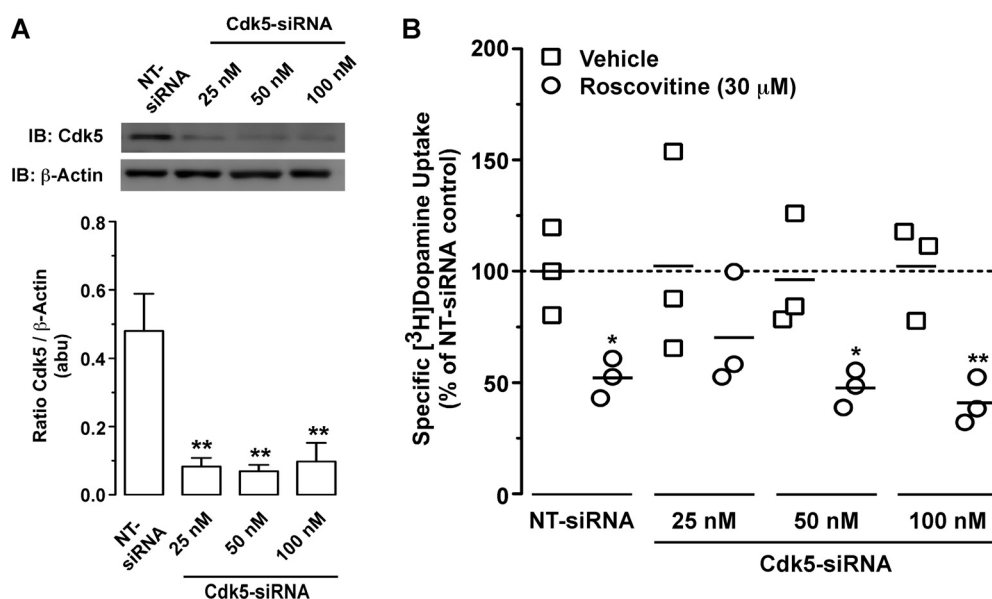 A
Cdk5-siRNA
NT-
siRNA
25 nM
50 nM
100 nM
IB: Cdk5
IB: β-Actin
Ratio Cdk5 / β-Actin
(abu)
0.8
0.6
0.4
0.2
0.0
**
**
**
NT-
siRNA
25 nM
50 nM
100 nM
Cdk5-siRNA
B
Vehicle
Roscovitine (30 μM)
Specific [³H]Dopamine Uptake
(% of NT-siRNA control)
200
150
100
50
0
*
*
**
NT-siRNA
25 nM
50 nM
100 nM
Cdk5-siRNA